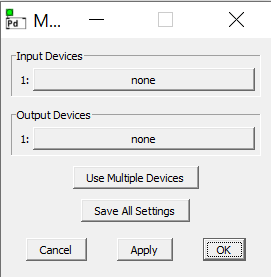 Pd M...
Input Devices
1: none
Output Devices
1: none
Use Multiple Devices
Save All Settings
Cancel Apply OK